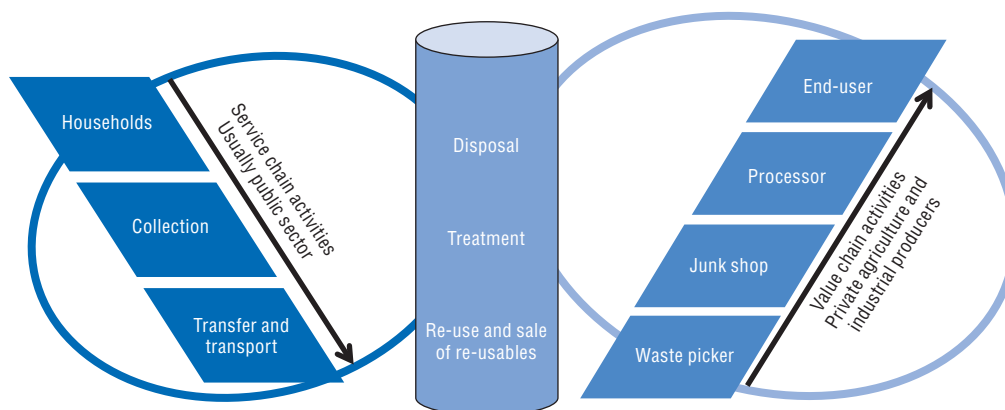 Households
Collection
Transfer and
transport
Service chain activities
Usually public sector
Disposal
Treatment
Re-use and sale
of re-usables
End-user
Processor
Junk shop
Waste picker
Value chain activities
Private agriculture and
industrial producers